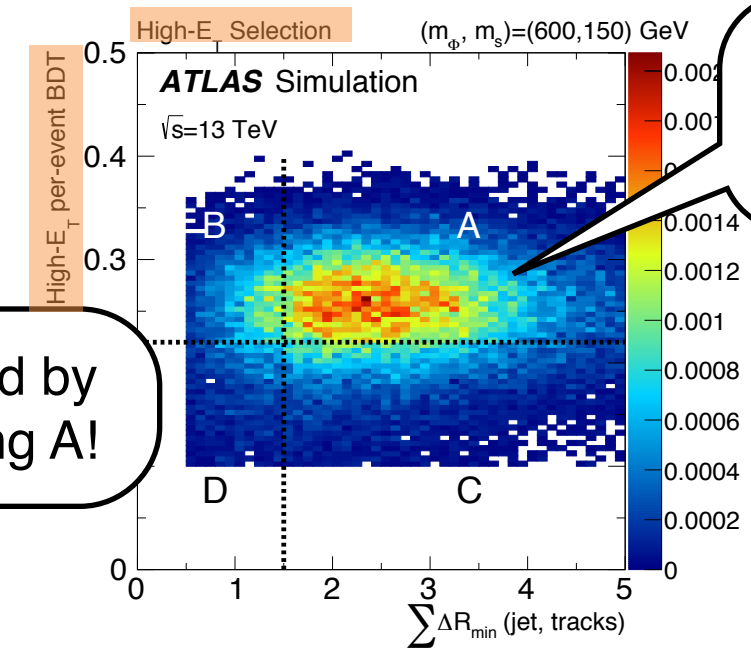 High-E_T Selection
(m_Φ, m_s)=(600,150) GeV
ATLAS Simulation
√s=13 TeV
High-E_T per-event BDT
0.5
0.4
0.3
0
B
A
D
C
d by
ng A!
0 1 2 3 4 5
∑ΔR_min (jet, tracks)
0.0014
0.0012
0.001
0.0008
0.0006
0.0004
0.0002
0